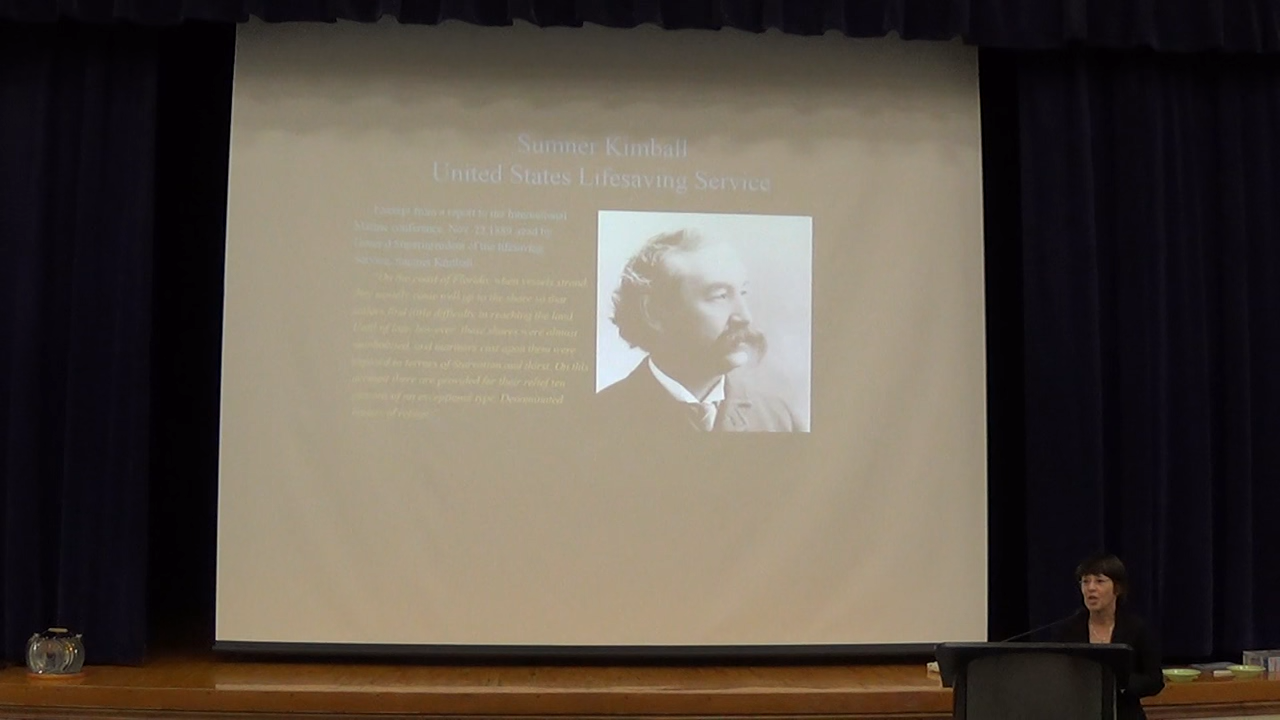 Sumner Kimball
United States Lifesaving Service
Excerpt from a report to the International
Marine conference, Nov. 13 1889
General Superintendent of the lifesaving
Service, Sumner Kimball
"On the coast of Florida, when vessels strand
they usually come well up to the shore so that
sailors find little difficulty in reaching the land.
Until of late, however, these shores were almost
uninhabited, and mariners cast upon them were
exposed to terrors of starvation and thirst. On this
account there are provided for their relief ten
stations of an exceptional type. Denominated
houses of refuge."